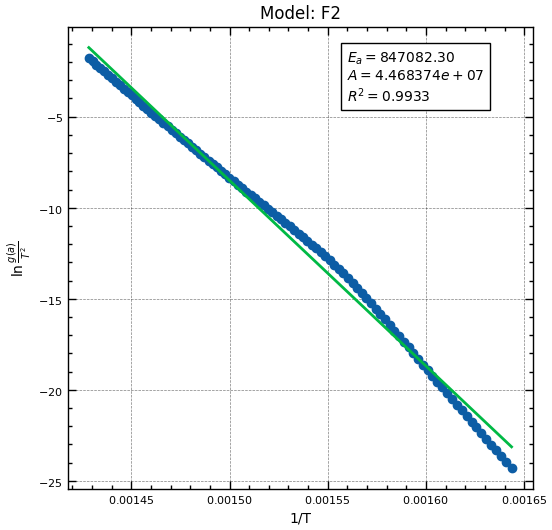 Model: F2
E_a = 847082.30
A = 4.468374e + 07
R² = 0.9933
−5
−10
−15
−20
−25
ln g(a)/T²
0.00145 0.00150 0.00155 0.00160 0.00165
1/T